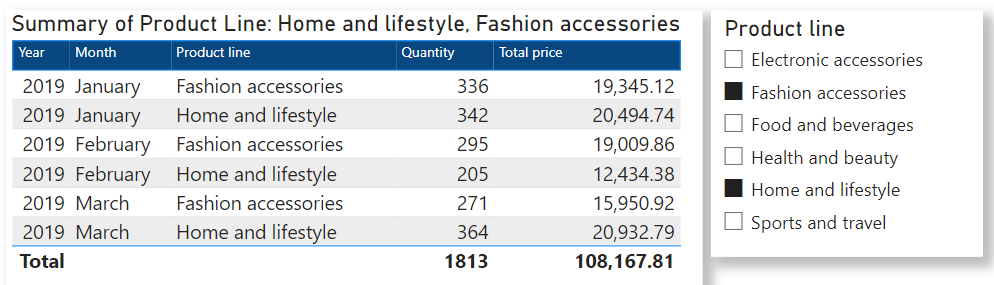 Summary of Product Line: Home and lifestyle, Fashion accessories
Year Month Product line Quantity Total price
2019 January Fashion accessories 336 19,345.12
2019 January Home and lifestyle 342 20,494.74
2019 February Fashion accessories 295 19,009.86
2019 February Home and lifestyle 205 12,434.38
2019 March Fashion accessories 271 15,950.92
2019 March Home and lifestyle 364 20,932.79
Total 1813 108,167.81
Product line
Electronic accessories
Fashion accessories
Food and beverages
Health and beauty
Home and lifestyle
Sports and travel